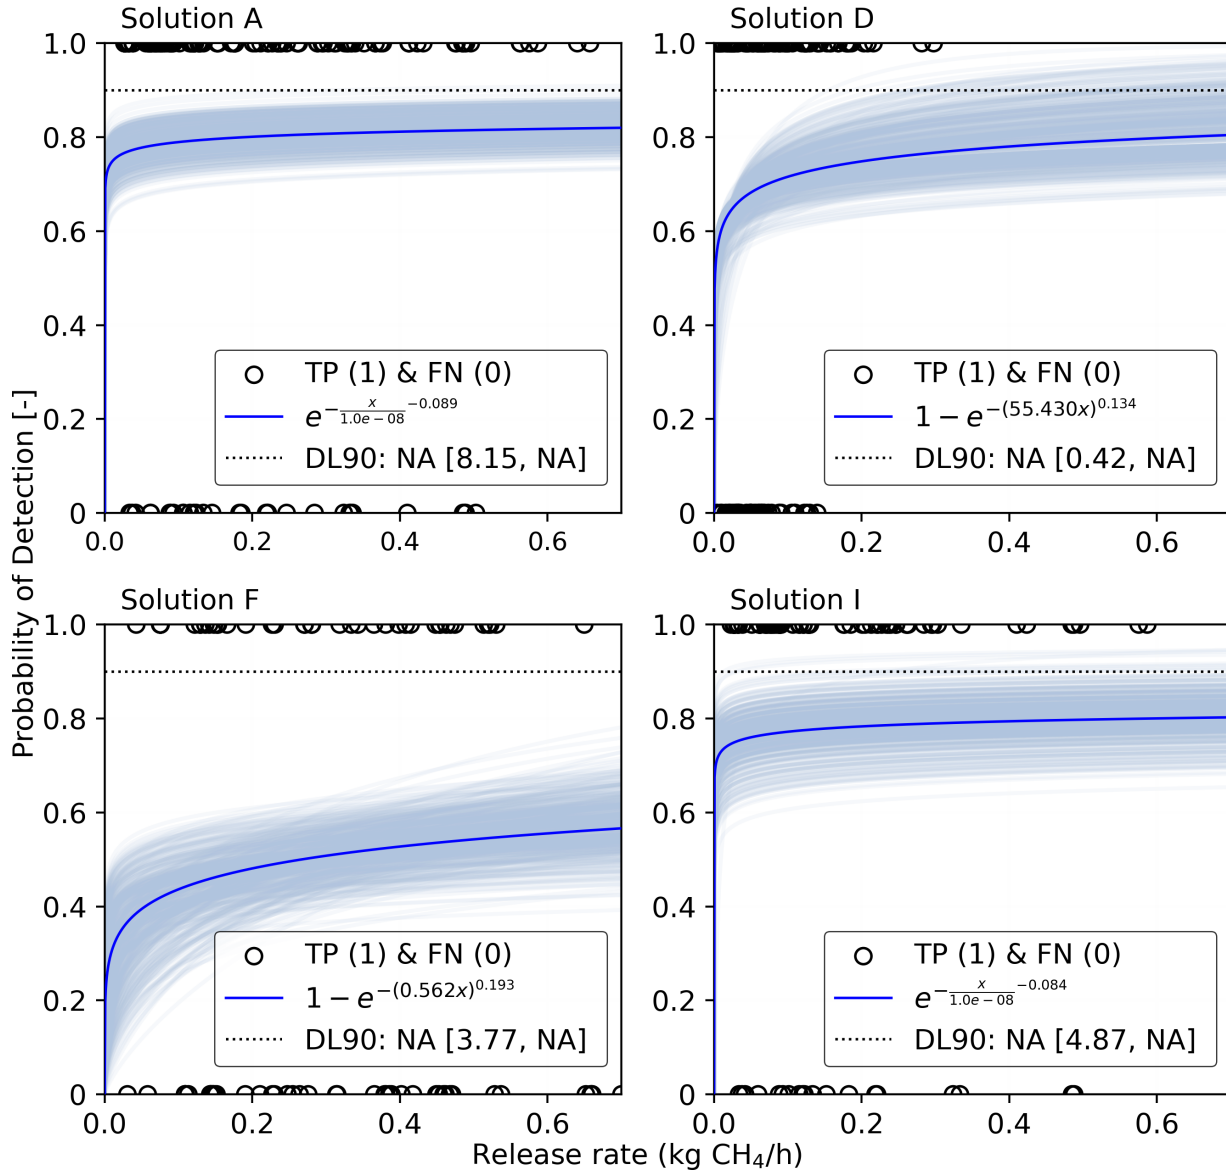 Solution A
1.0
0.8
0.6
0.4
0.2
0
0.0 0.2 0.4 0.6
TP (1) & FN (0)
e^{-\frac{x}{1.0e-08}^{-0.089}}
DL90: NA [8.15, NA]
Solution D
1.0
0.8
0.6
0.4
0.2
0
0.0 0.2 0.4 0.6
TP (1) & FN (0)
1 − e^{−(55.430x)^{0.134}}
DL90: NA [0.42, NA]
Probability of Detection [-]
Solution F
1.0
0.8
0.6
0.4
0.2
0
0.0 0.2 0.4 0.6
TP (1) & FN (0)
1 − e^{−(0.562x)^{0.193}}
DL90: NA [3.77, NA]
Solution I
1.0
0.8
0.6
0.4
0.2
0
0.0 0.2 0.4 0.6
TP (1) & FN (0)
e^{-\frac{x}{1.0e-08}^{-0.084}}
DL90: NA [4.87, NA]
Release rate (kg CH₄/h)